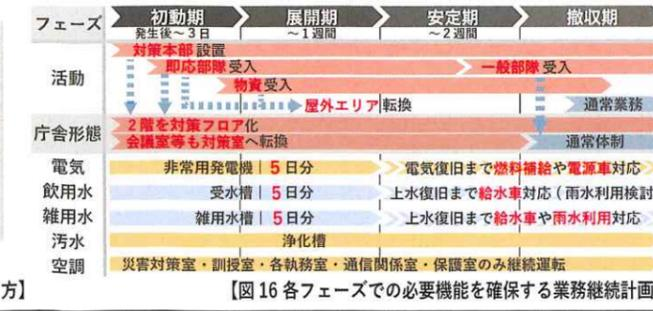 フェーズ 初動期 展開期 安定期 撤収期
発生後〜3日 〜1週間 〜2週間
活動
対策本部設置
即応部隊受入 一般部隊受入
物資受入
屋外エリア転換 通常業務
庁舎形態
2階を対策フロア化
会議室等も対策室へ転換 通常体制
電気 非常用発電機 5日分 電気復旧まで燃料補給や電源車対応
飲用水 受水槽 5日分 上水復旧まで給水車対応(雨水利用検討
雑用水 雑用水槽 5日分 上水復旧まで給水車や雨水利用対応
汚水 浄化槽
空調 災害対策室・訓授室・各執務室・通信関係室・保護室のみ継続運転
方】 【図16 各フェーズでの必要機能を確保する業務継続計画